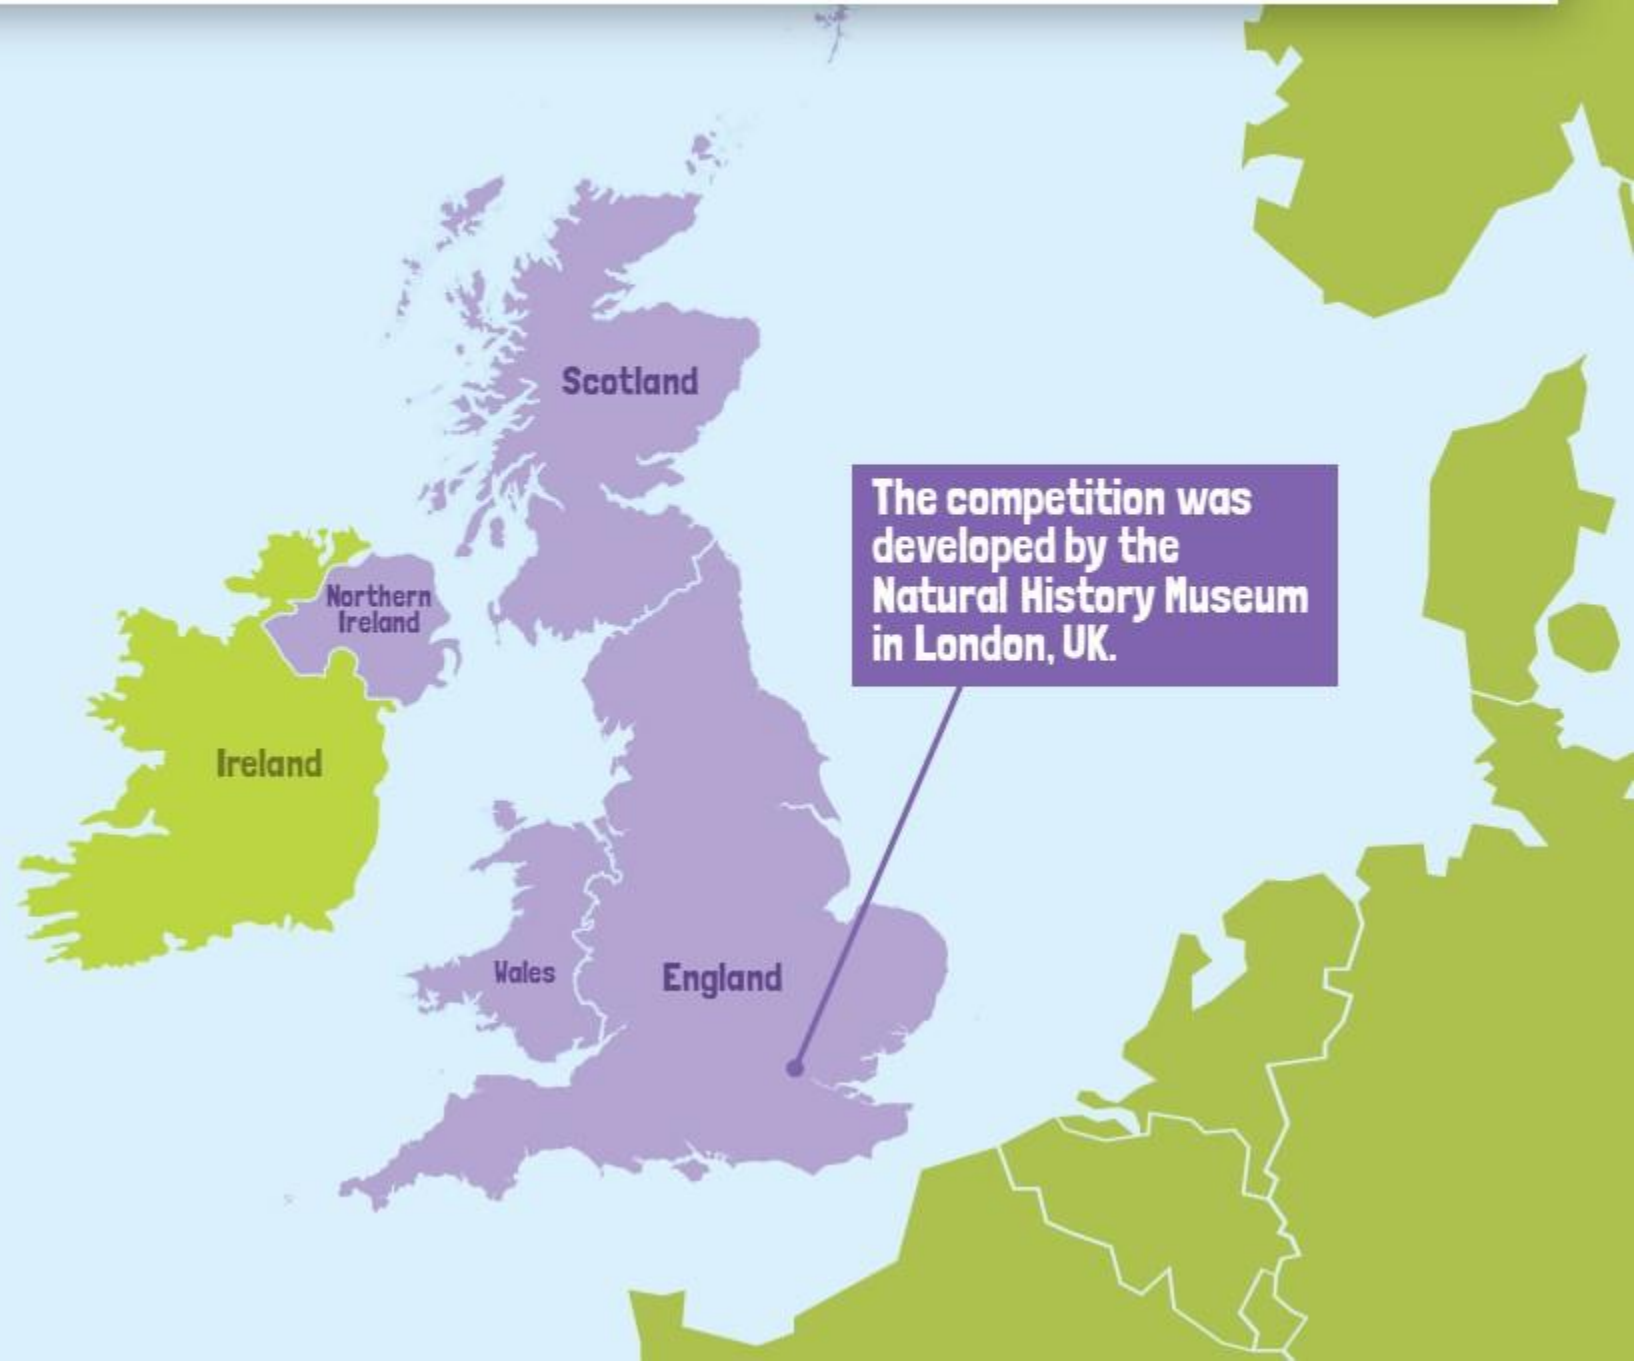 Scotland
The competition was
developed by the
Natural History Museum
in London, UK.
Northern
Ireland
Ireland
Wales
England